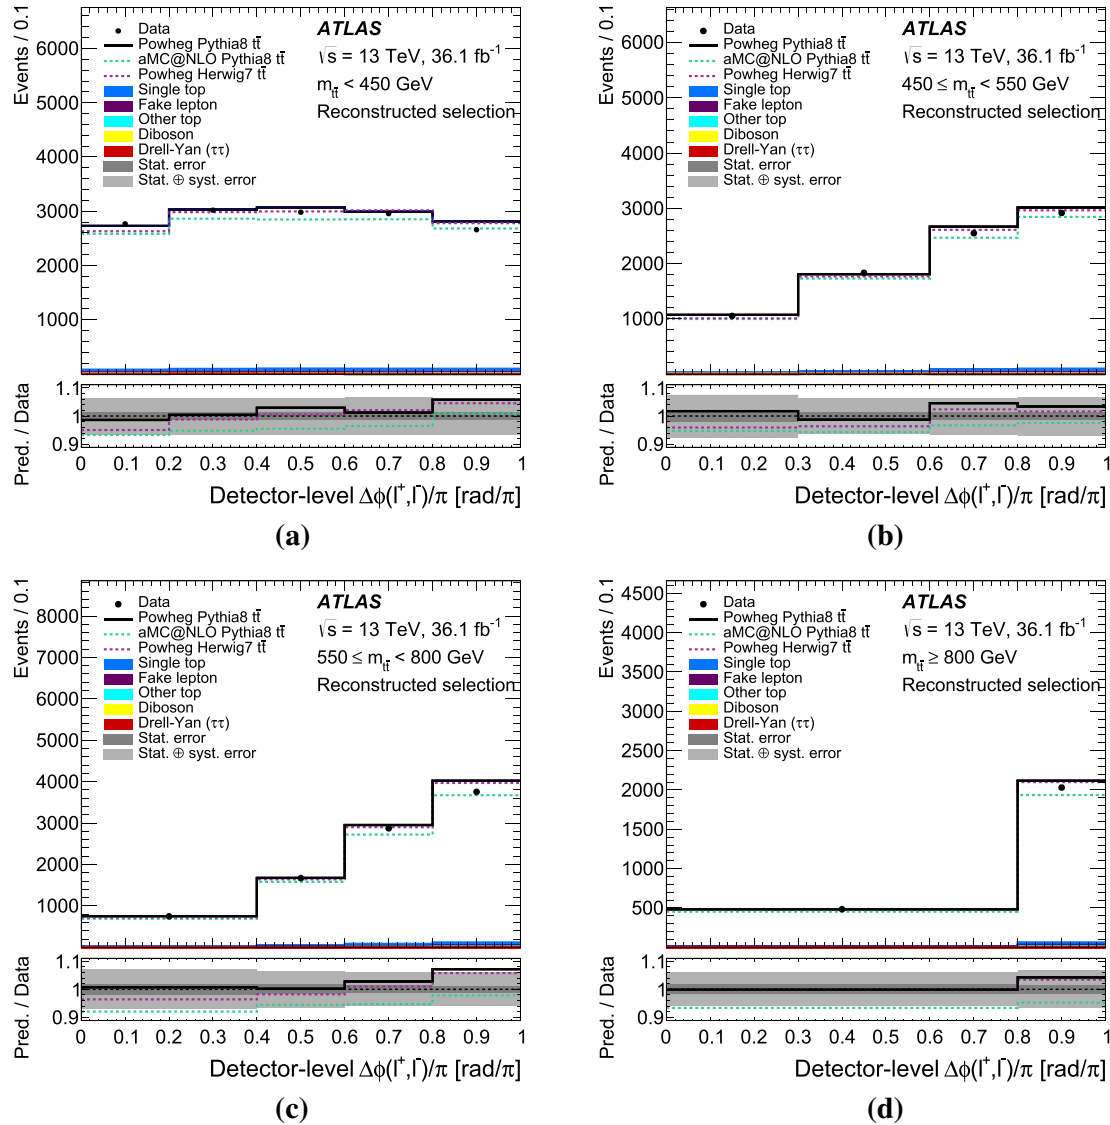 Events / 0.1
6000
5000
4000
3000
2000
1000
Data
Powheg Pythia8 tt̄
aMC@NLO Pythia8 tt̄
Powheg Herwig7 tt̄
Single top
Fake lepton
Other top
Diboson
Drell-Yan (ττ)
Stat. error
Stat. ⊕ syst. error
ATLAS
√s = 13 TeV, 36.1 fb⁻¹
m_tt̄ < 450 GeV
Reconstructed selection
Pred. / Data
1.1
1
0.9
0 0.1 0.2 0.3 0.4 0.5 0.6 0.7 0.8 0.9 1
Detector-level Δϕ(l⁺,l⁻)/π [rad/π]
(a)
Events / 0.1
6000
5000
4000
3000
2000
1000
Data
Powheg Pythia8 tt̄
aMC@NLO Pythia8 tt̄
Powheg Herwig7 tt̄
Single top
Fake lepton
Other top
Diboson
Drell-Yan (ττ)
Stat. error
Stat. ⊕ syst. error
ATLAS
√s = 13 TeV, 36.1 fb⁻¹
450 ≤ m_tt̄ < 550 GeV
Reconstructed selection
Pred. / Data
1.1
1
0.9
0 0.1 0.2 0.3 0.4 0.5 0.6 0.7 0.8 0.9 1
Detector-level Δϕ(l⁺,l⁻)/π [rad/π]
(b)
Events / 0.1
8000
7000
6000
5000
4000
3000
2000
1000
Data
Powheg Pythia8 tt̄
aMC@NLO Pythia8 tt̄
Powheg Herwig7 tt̄
Single top
Fake lepton
Other top
Diboson
Drell-Yan (ττ)
Stat. error
Stat. ⊕ syst. error
ATLAS
√s = 13 TeV, 36.1 fb⁻¹
550 ≤ m_tt̄ < 800 GeV
Reconstructed selection
Pred. / Data
1.1
1
0.9
0 0.1 0.2 0.3 0.4 0.5 0.6 0.7 0.8 0.9 1
Detector-level Δϕ(l⁺,l⁻)/π [rad/π]
(c)
Events / 0.1
4500
4000
3500
3000
2500
2000
1500
1000
500
Data
Powheg Pythia8 tt̄
aMC@NLO Pythia8 tt̄
Powheg Herwig7 tt̄
Single top
Fake lepton
Other top
Diboson
Drell-Yan (ττ)
Stat. error
Stat. ⊕ syst. error
ATLAS
√s = 13 TeV, 36.1 fb⁻¹
m_tt̄ ≥ 800 GeV
Reconstructed selection
Pred. / Data
1.1
1
0.9
0 0.1 0.2 0.3 0.4 0.5 0.6 0.7 0.8 0.9 1
Detector-level Δϕ(l⁺,l⁻)/π [rad/π]
(d)